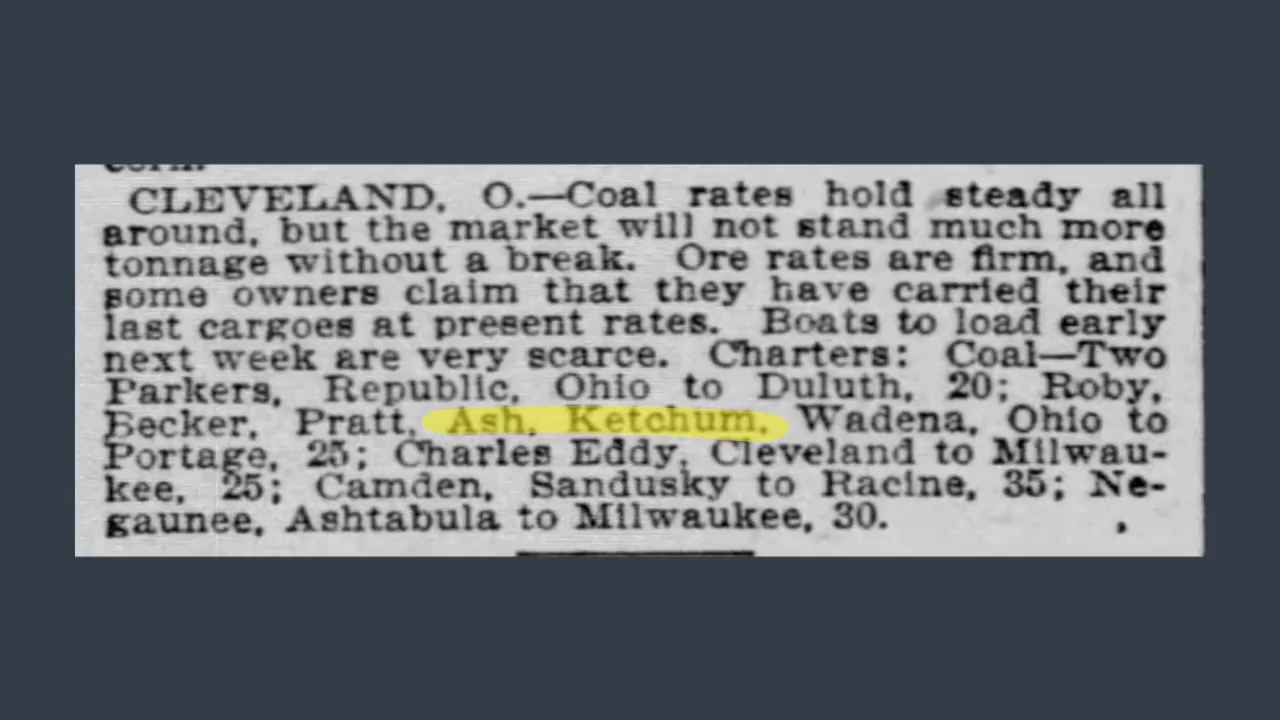 CLEVELAND, O.—Coal rates hold steady all
around, but the market will not stand much more
tonnage without a break. Ore rates are firm, and
some owners claim that they have carried their
last cargoes at present rates. Boats to load early
next week are very scarce. Charters: Coal—Two
Parkers, Republic, Ohio to Duluth, 20; Roby,
Becker, Pratt, Ash, Ketchum, Wadena, Ohio to
Portage, 25; Charles Eddy, Cleveland to Milwau-
kee, 25; Camden, Sandusky to Racine, 35; Ne-
gaunee, Ashtabula to Milwaukee, 30.